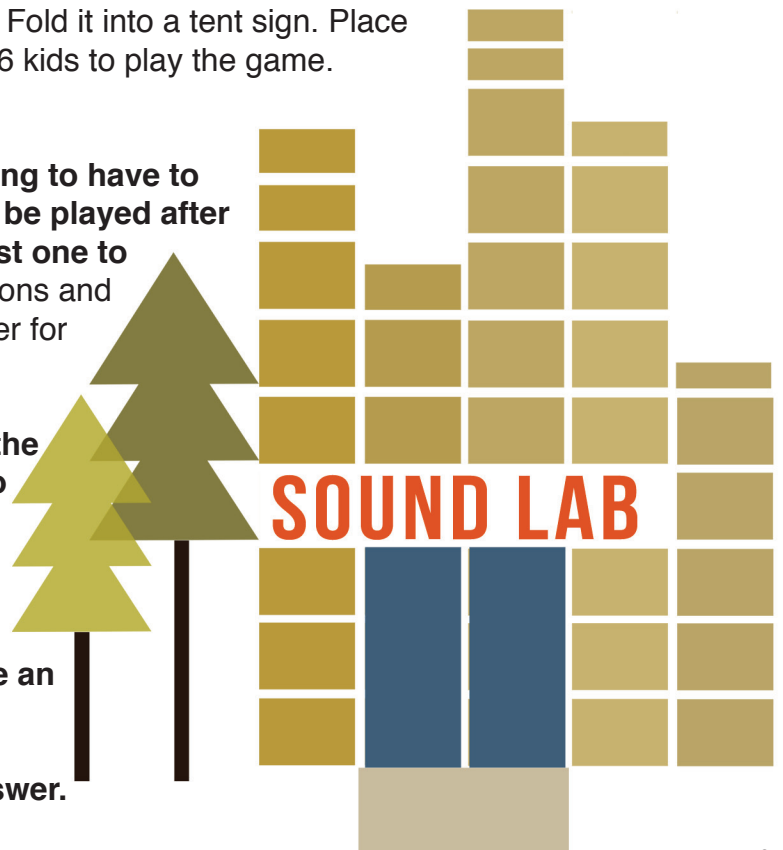 Fold it into a tent sign. Place
6 kids to play the game.
ng to have to
be played after
st one to
ons and
er for
the
SOUND LAB
e an
swer.